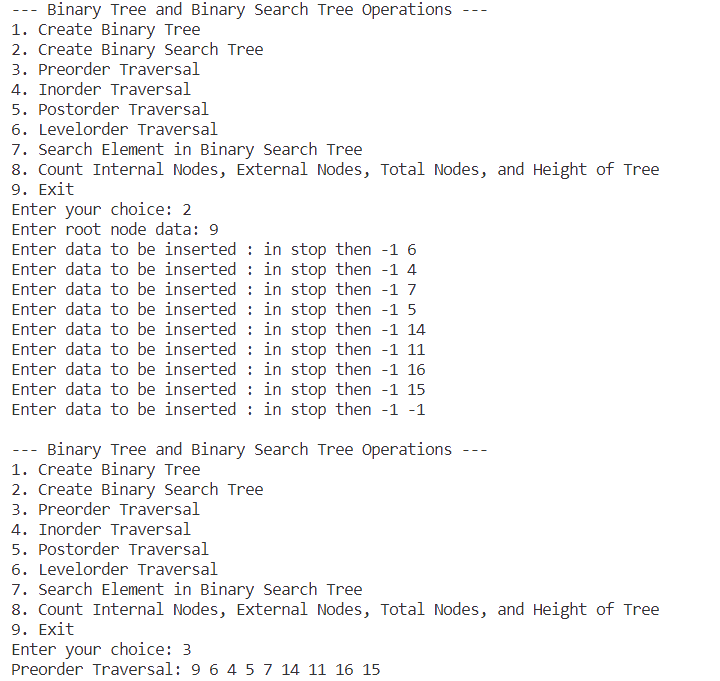 --- Binary Tree and Binary Search Tree Operations ---
1. Create Binary Tree
2. Create Binary Search Tree
3. Preorder Traversal
4. Inorder Traversal
5. Postorder Traversal
6. Levelorder Traversal
7. Search Element in Binary Search Tree
8. Count Internal Nodes, External Nodes, Total Nodes, and Height of Tree
9. Exit
Enter your choice: 2
Enter root node data: 9
Enter data to be inserted : in stop then -1 6
Enter data to be inserted : in stop then -1 4
Enter data to be inserted : in stop then -1 7
Enter data to be inserted : in stop then -1 5
Enter data to be inserted : in stop then -1 14
Enter data to be inserted : in stop then -1 11
Enter data to be inserted : in stop then -1 16
Enter data to be inserted : in stop then -1 15
Enter data to be inserted : in stop then -1 -1

--- Binary Tree and Binary Search Tree Operations ---
1. Create Binary Tree
2. Create Binary Search Tree
3. Preorder Traversal
4. Inorder Traversal
5. Postorder Traversal
6. Levelorder Traversal
7. Search Element in Binary Search Tree
8. Count Internal Nodes, External Nodes, Total Nodes, and Height of Tree
9. Exit
Enter your choice: 3
Preorder Traversal: 9 6 4 5 7 14 11 16 15